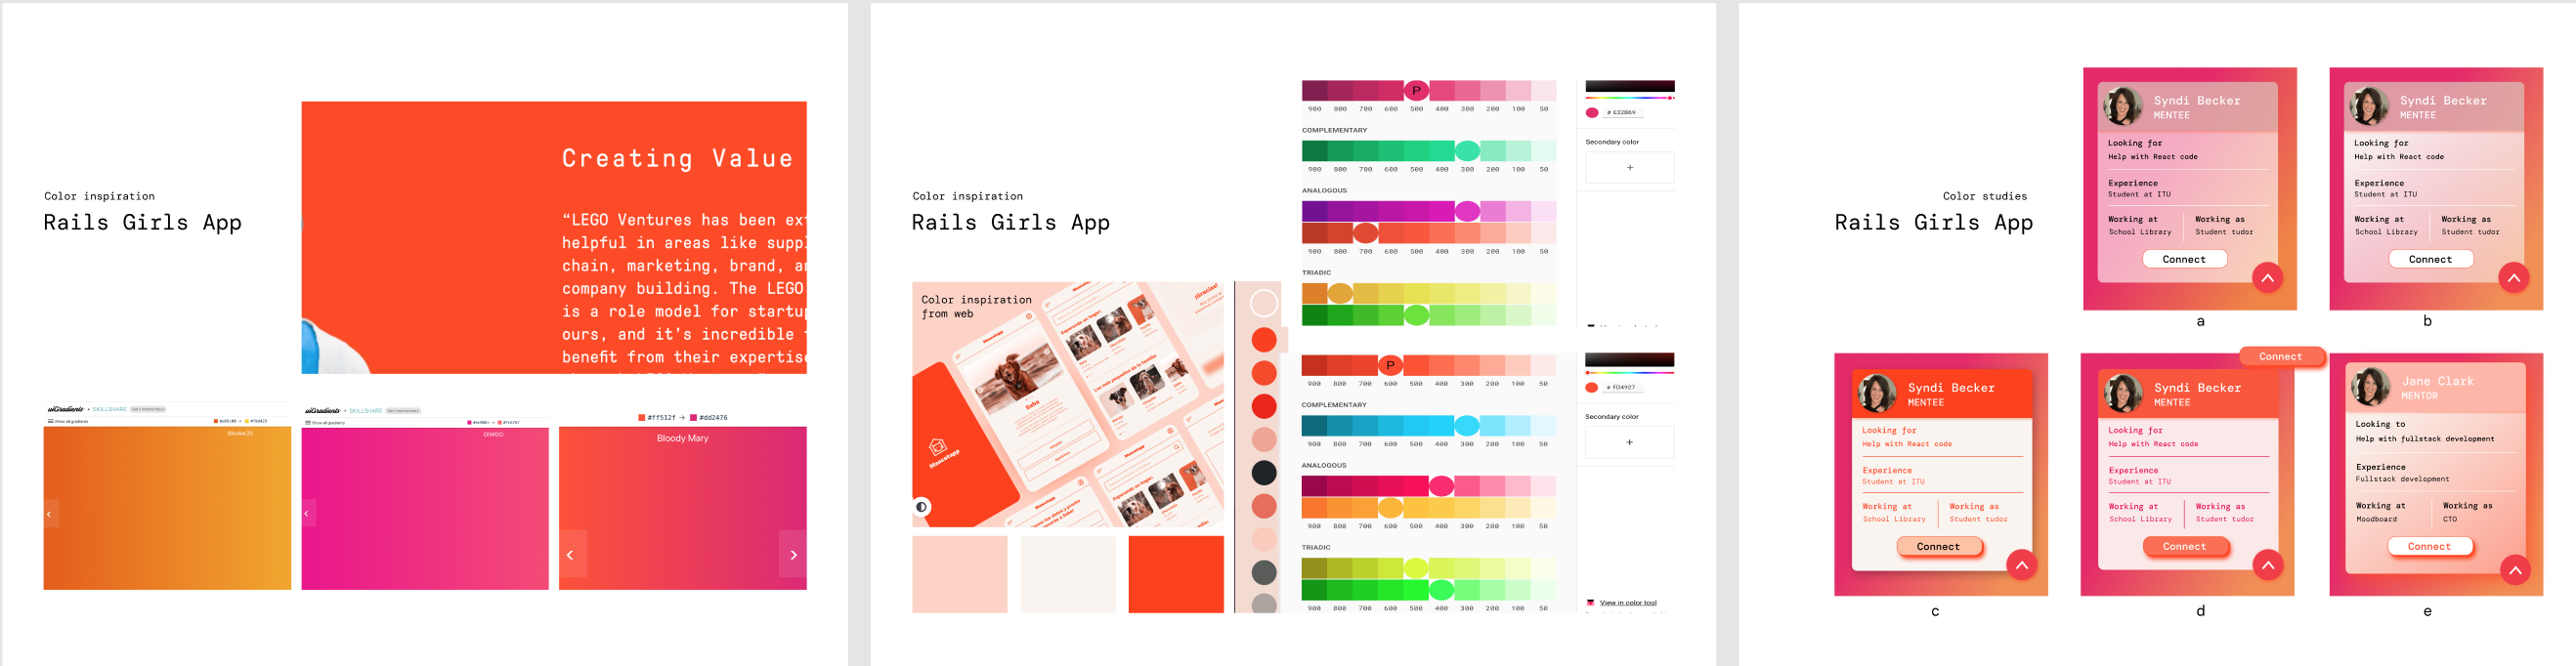 Color inspiration
Rails Girls App
Creating Value
“LEGO Ventures has been ex
helpful in areas like suppl
chain, marketing, brand, a
company building. The LEGO
is a role model for startu
ours, and it’s incredible
benefit from their expertise
uiGradients • SKILLSHARE
Show all gradients
Blooker20
uiGradients • SKILLSHARE
Show all gradients
DIMIGO
#ff512f → #dd2476
Bloody Mary
Color inspiration
Rails Girls App
Color inspiration
from web
Mascotapp
P
900 800 700 600 500 400 300 200 100 50
COMPLEMENTARY
900 800 700 600 500 400 300 200 100 50
ANALOGOUS
900 800 700 600 500 400 300 200 100 50
TRIADIC
# E32869
Secondary color
+
P
900 800 700 600 500 400 300 200 100 50
COMPLEMENTARY
900 800 700 600 500 400 300 200 100 50
ANALOGOUS
900 800 700 600 500 400 300 200 100 50
TRIADIC
900 800 700 600 500 400 300 200 100 50
# FD4927
Secondary color
+
View in color tool
Color studies
Rails Girls App
Syndi Becker
MENTEE
Looking for
Help with React code
Experience
Student at ITU
Working at Working as
School Library Student tudor
Connect
a
Syndi Becker
MENTEE
Looking for
Help with React code
Experience
Student at ITU
Working at Working as
School Library Student tudor
Connect
b
Syndi Becker
MENTEE
Looking for
Help with React code
Experience
Student at ITU
Working at Working as
School Library Student tudor
Connect
c
Connect
Syndi Becker
MENTEE
Looking for
Help with React code
Experience
Student at ITU
Working at Working as
School Library Student tudor
Connect
d
Jane Clark
MENTOR
Looking to
Help with fullstack development
Experience
Fullstack development
Working at Working as
Moodboard CTO
Connect
e